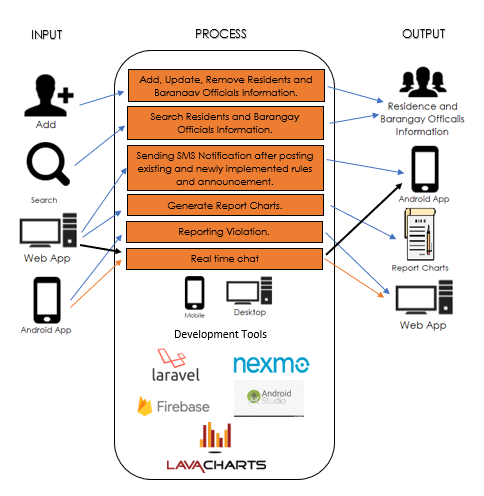 INPUT
PROCESS
OUTPUT
Add
Search
Web App
Android App
Add, Update, Remove Residents and
Baranaav Officials Information.
Search Residents and Barangay
Officials Information.
Sending SMS Notification after posting
existing and newly implemented rules
and announcement.
Generate Report Charts.
Reporting Violation.
Real time chat
Mobile
Desktop
Development Tools
laravel
nexmo
Firebase
Android
Studio
LAVACHARTS
Residence and
Barangay Officails
Information
Android App
Report Charts
Web App